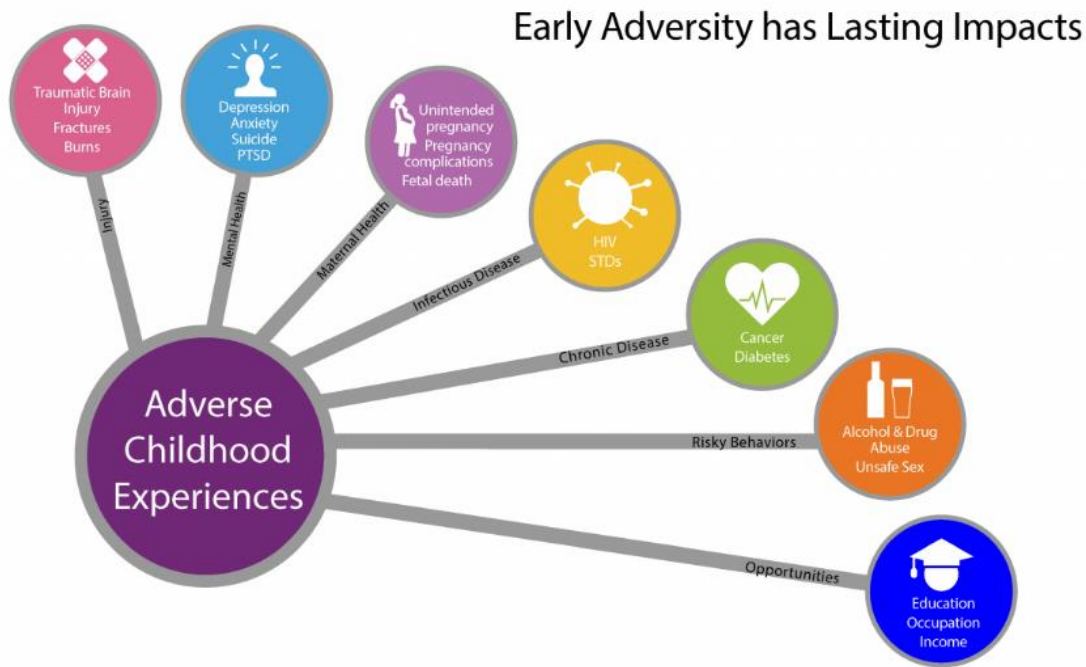 Early Adversity has Lasting Impacts
Traumatic Brain
Injury
Fractures
Burns
Injury
Depression
Anxiety
Suicide
PTSD
Mental Health
Unintended
pregnancy
Pregnancy
complications
Fetal death
Maternal Health
HIV
STDs
Infectious Disease
Cancer
Diabetes
Chronic Disease
Alcohol & Drug
Abuse
Unsafe Sex
Risky Behaviors
Education
Occupation
Income
Opportunities
Adverse
Childhood
Experiences